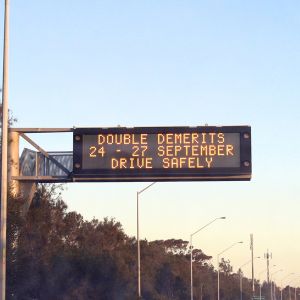 DOUBLE DEMERITS
24 - 27 SEPTEMBER
DRIVE SAFELY